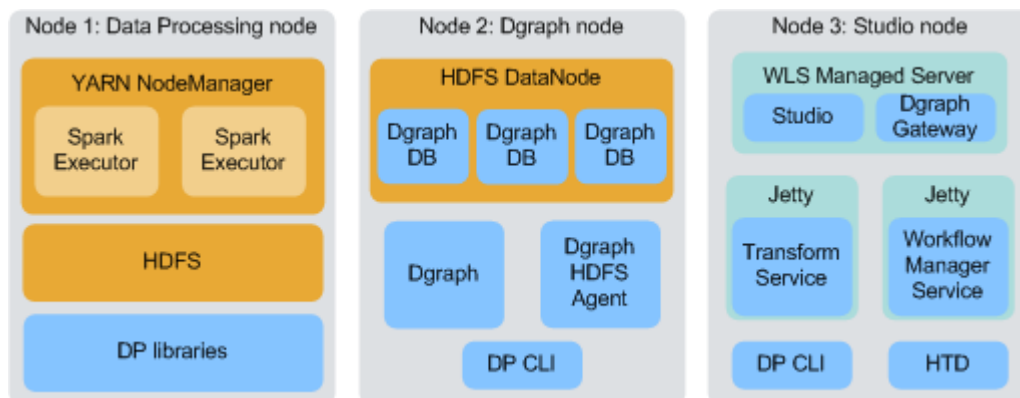 Node 1: Data Processing node
YARN NodeManager
Spark
Executor
Spark
Executor
HDFS
DP libraries
Node 2: Dgraph node
HDFS DataNode
Dgraph
DB
Dgraph
DB
Dgraph
DB
Dgraph
Dgraph
HDFS
Agent
DP CLI
Node 3: Studio node
WLS Managed Server
Studio
Dgraph
Gateway
Jetty
Transform
Service
Jetty
Workflow
Manager
Service
DP CLI
HTD